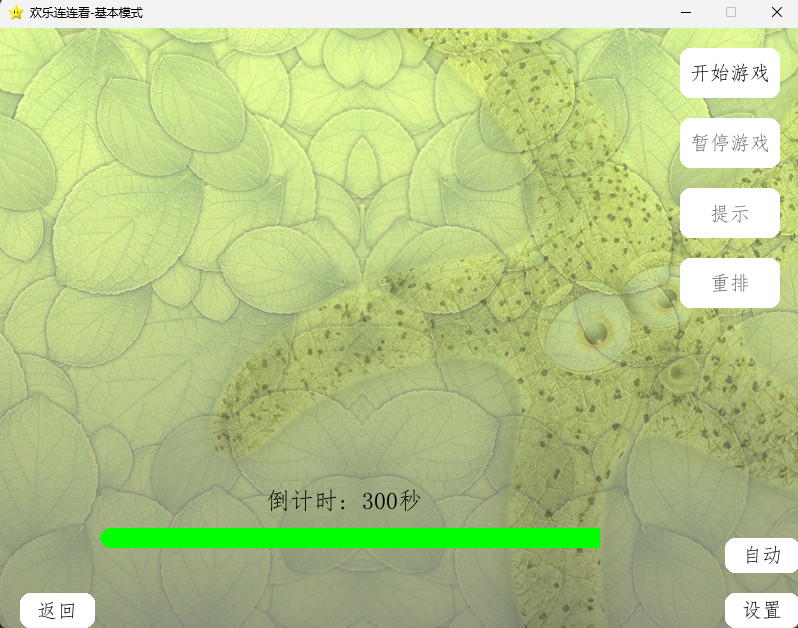 欢乐连连看-基本模式
开始游戏
暂停游戏
提示
重排
倒计时：300秒
自动
返回
设置